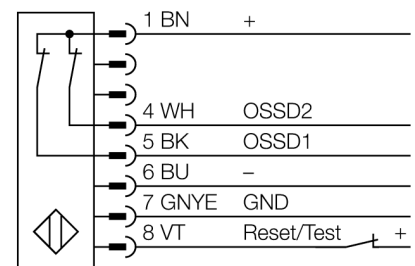 1 BN +
4 WH OSSD2
5 BK OSSD1
6 BU –
7 GNYE GND
8 VT Reset/Test +